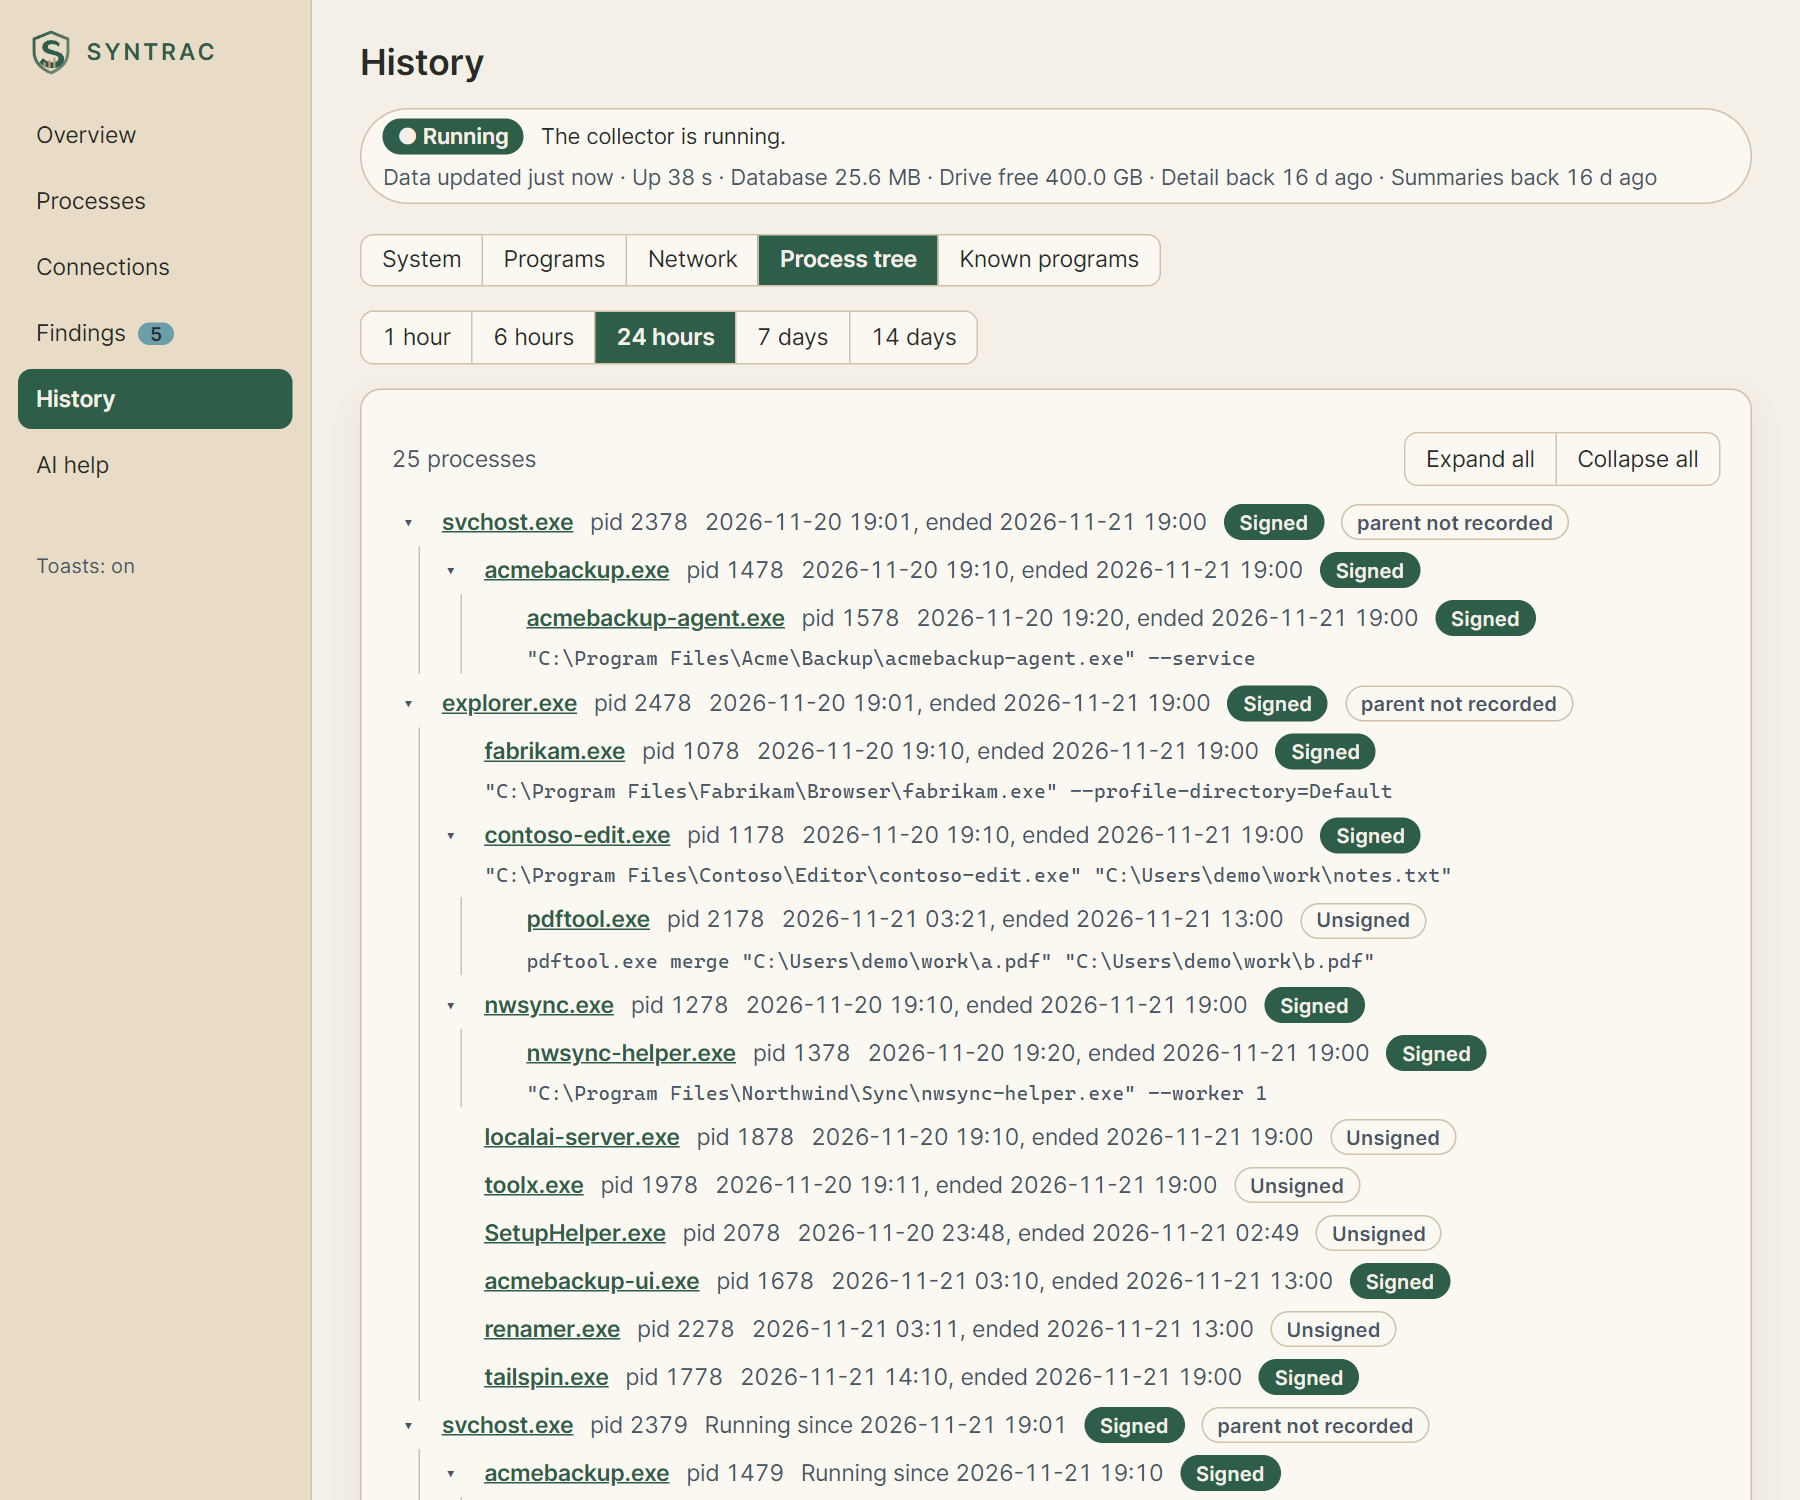 SYNTRAC
Overview
Processes
Connections
Findings 5
History
AI help
Toasts: on
History
Running The collector is running.
Data updated just now · Up 38 s · Database 25.6 MB · Drive free 400.0 GB · Detail back 16 d ago · Summaries back 16 d ago
System Programs Network Process tree Known programs
1 hour 6 hours 24 hours 7 days 14 days
25 processes Expand all Collapse all
svchost.exe pid 2378 2026-11-20 19:01, ended 2026-11-21 19:00 Signed parent not recorded
acmebackup.exe pid 1478 2026-11-20 19:10, ended 2026-11-21 19:00 Signed
acmebackup-agent.exe pid 1578 2026-11-20 19:20, ended 2026-11-21 19:00 Signed
"C:\Program Files\Acme\Backup\acmebackup-agent.exe" --service
explorer.exe pid 2478 2026-11-20 19:01, ended 2026-11-21 19:00 Signed parent not recorded
fabrikam.exe pid 1078 2026-11-20 19:10, ended 2026-11-21 19:00 Signed
"C:\Program Files\Fabrikam\Browser\fabrikam.exe" --profile-directory=Default
contoso-edit.exe pid 1178 2026-11-20 19:10, ended 2026-11-21 19:00 Signed
"C:\Program Files\Contoso\Editor\contoso-edit.exe" "C:\Users\demo\work\notes.txt"
pdftool.exe pid 2178 2026-11-21 03:21, ended 2026-11-21 13:00 Unsigned
pdftool.exe merge "C:\Users\demo\work\a.pdf" "C:\Users\demo\work\b.pdf"
nwsync.exe pid 1278 2026-11-20 19:10, ended 2026-11-21 19:00 Signed
nwsync-helper.exe pid 1378 2026-11-20 19:20, ended 2026-11-21 19:00 Signed
"C:\Program Files\Northwind\Sync\nwsync-helper.exe" --worker 1
localai-server.exe pid 1878 2026-11-20 19:10, ended 2026-11-21 19:00 Unsigned
toolx.exe pid 1978 2026-11-20 19:11, ended 2026-11-21 19:00 Unsigned
SetupHelper.exe pid 2078 2026-11-20 23:48, ended 2026-11-21 02:49 Unsigned
acmebackup-ui.exe pid 1678 2026-11-21 03:10, ended 2026-11-21 13:00 Signed
renamer.exe pid 2278 2026-11-21 03:11, ended 2026-11-21 13:00 Unsigned
tailspin.exe pid 1778 2026-11-21 14:10, ended 2026-11-21 19:00 Signed
svchost.exe pid 2379 Running since 2026-11-21 19:01 Signed parent not recorded
acmebackup.exe pid 1479 Running since 2026-11-21 19:10 Signed